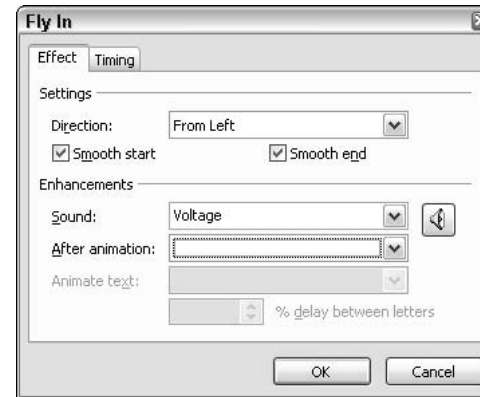 Fly In
Effect Timing
Settings
Direction: From Left
Smooth start Smooth end
Enhancements
Sound: Voltage
After animation:
Animate text:
% delay between letters
OK Cancel